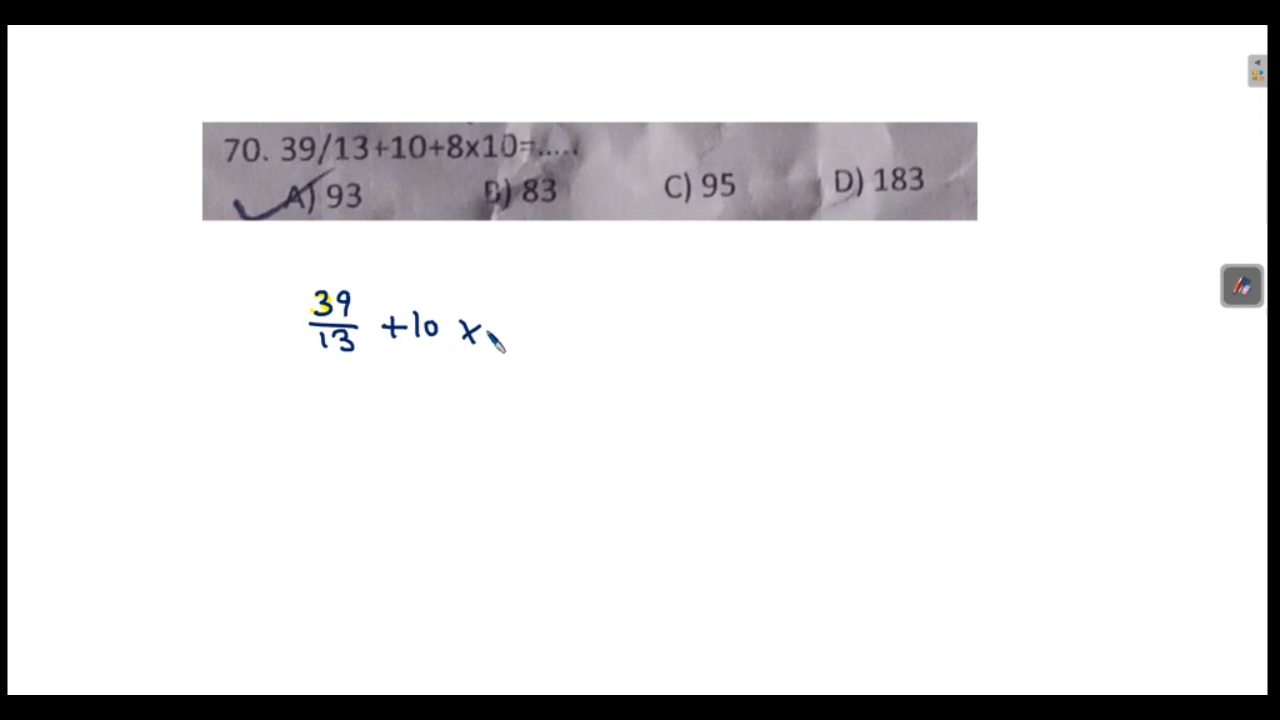 70. 39/13+10+8x10=.....
A) 93 B) 83 C) 95 D) 183
39
13 +10 x